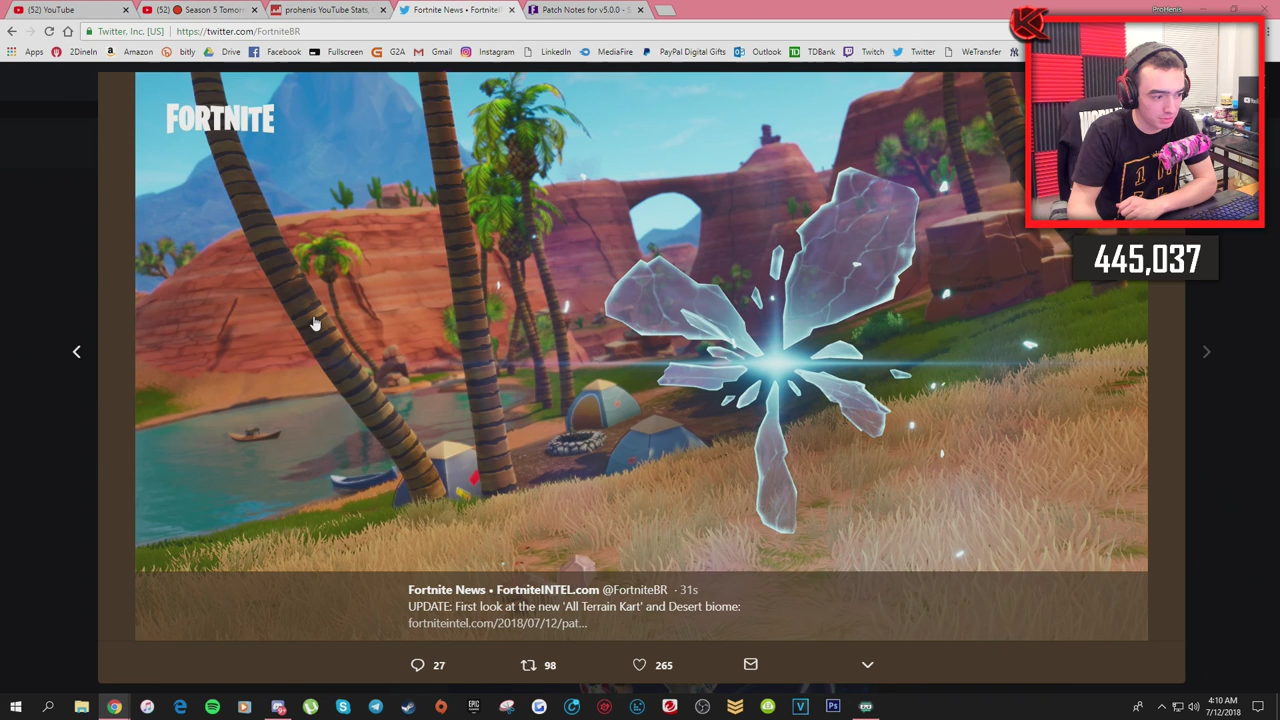 (52) YouTube
(52) 🔴 Season 5 Tomorr
prohenis YouTube Stats,
Fortnite News • Fortnite
Patch Notes for v5.0.0 - S
ProHenis
Twitter, Inc. [US]
https://twitter.com/FortniteBR
Apps
2DineIn
Amazon
bitly
Drive
Facebook
Fullscreen
G2A
Gmail
Instagram
LinkedIn
MediaFire
PayPal Digital Gifts
Outlook
TDBank
Twitch
Twitter
WeTransfer
FORTNITE
445,037
Fortnite News • FortniteINTEL.com @FortniteBR · 31s
UPDATE: First look at the new 'All Terrain Kart' and Desert biome:
fortniteintel.com/2018/07/12/pat...
27
98
265
4:10 AM
7/12/2018